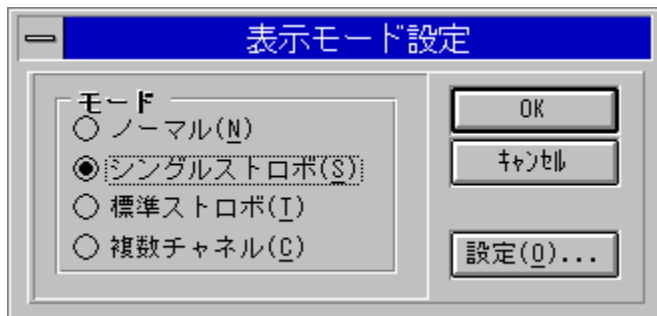 表示モード設定
モード
ノーマル(N)
シングルストロボ(S)
標準ストロボ(T)
複数チャネル(C)
OK
ｷｬﾝｾﾙ
設定(O)...